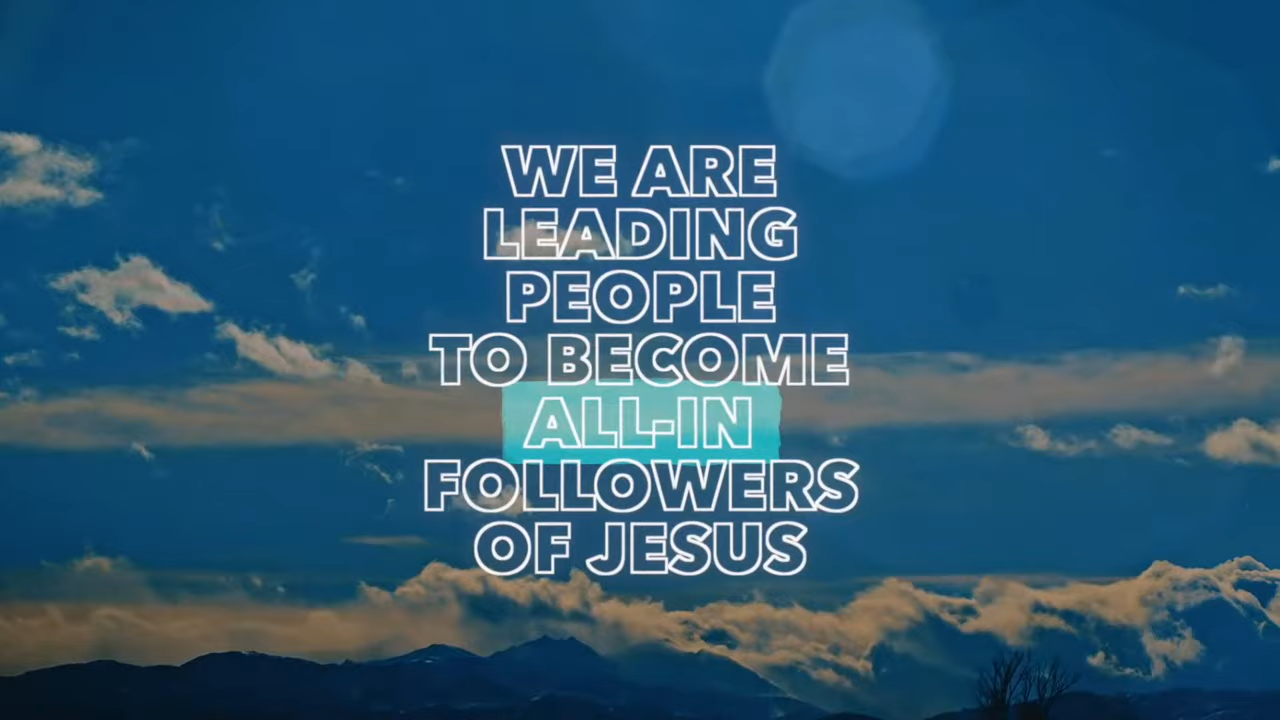 WE ARE
LEADING
PEOPLE
TO BECOME
ALL-IN
FOLLOWERS
OF JESUS